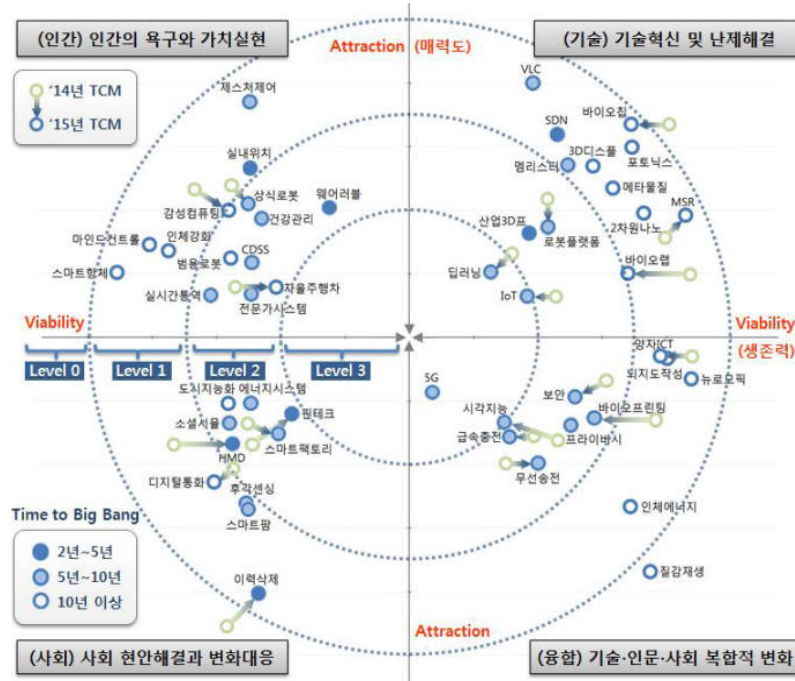 (인간) 인간의 욕구와 가치실현
Attraction (매력도)
(기술) 기술혁신 및 난제해결
'14년 TCM
'15년 TCM
제스처제어
VLC
바이오칩
SDN
포토닉스
3D디스플
멤리스터
실내위치
메타물질
상식로봇
웨어러블
감성컴퓨팅
건강관리
MSR
2차원나노
산업3D프
로봇플랫폼
마인드컨트롤
인체강화
범용로봇
CDSS
바이오랩
딥러닝
스마트항체
실시간통역
자율주행차
전문가시스템
IoT
Viability
Viability
(생존력)
Level 0
Level 1
Level 2
Level 3
양자ICT
뇌지도작성
뉴로모픽
5G
도시지능화
에너지시스템
핀테크
소셜시뮬
스마트팩토리
HMD
디지털통화
후각센싱
스마트팜
보안
시각지능
바이오프린팅
급속충전
프라이버시
무선송전
인체에너지
질감재생
이력삭제
Time to Big Bang
2년~5년
5년~10년
10년 이상
Attraction
(사회) 사회 현안해결과 변화대응
(융합) 기술·인문·사회 복합적 변화